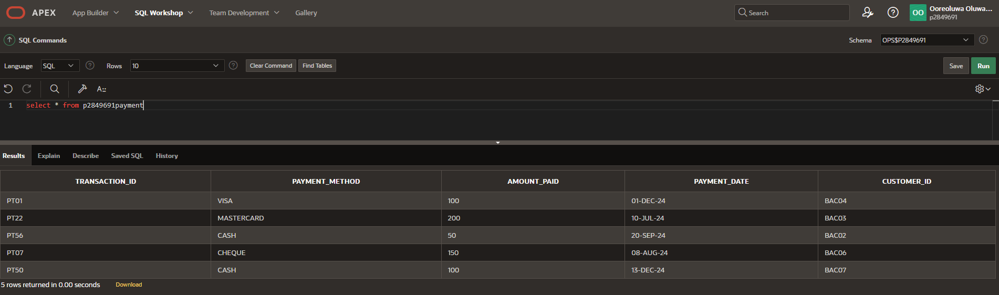 APEX App Builder SQL Workshop Team Development Gallery Search OO Ooreoluwa Oluwa...
p2849691
SQL Commands Schema OPS$P2849691
Language SQL Rows 10 Clear Command Find Tables Save Run
A::
1 select * from p2849691payment
Results Explain Describe Saved SQL History
TRANSACTION_ID PAYMENT_METHOD AMOUNT_PAID PAYMENT_DATE CUSTOMER_ID
PT01 VISA 100 01-DEC-24 BAC04
PT22 MASTERCARD 200 10-JUL-24 BAC03
PT56 CASH 50 20-SEP-24 BAC02
PT07 CHEQUE 150 08-AUG-24 BAC06
PT50 CASH 100 13-DEC-24 BAC07
5 rows returned in 0.00 seconds Download